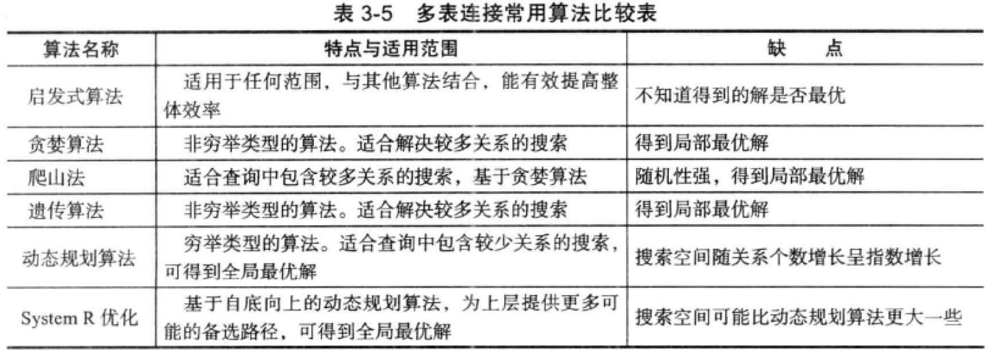 表 3-5 多表连接常用算法比较表
算法名称 特点与适用范围 缺 点
启发式算法 适用于任何范围，与其他算法结合，能有效提高整
体效率 不知道得到的解是否最优
贪婪算法 非穷举类型的算法。适合解决较多关系的搜索 得到局部最优解
爬山法 适合查询中包含较多关系的搜索，基于贪婪算法 随机性强，得到局部最优解
遗传算法 非穷举类型的算法。适合解决较多关系的搜索 得到局部最优解
动态规划算法 穷举类型的算法。适合查询中包含较少关系的搜索，
可得到全局最优解 搜索空间随关系个数增长呈指数增长
System R 优化 基于自底向上的动态规划算法，为上层提供更多可
能的备选路径，可得到全局最优解 搜索空间可能比动态规划算法更大一些